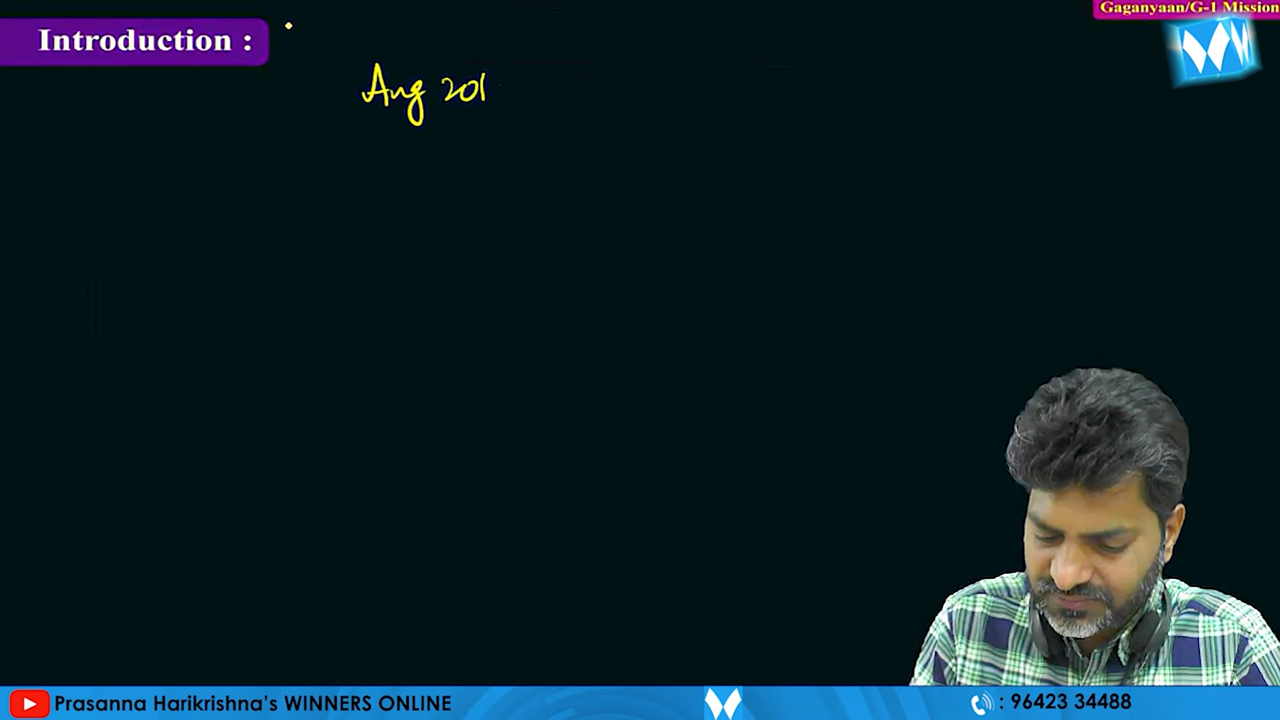 Gaganyaan/G-1 Mission
Introduction :
Aug 201
Prasanna Harikrishna's WINNERS ONLINE
: 96423 34488